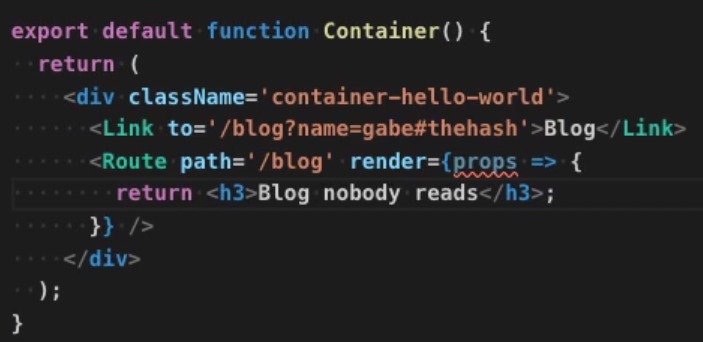 export default function Container() {
  return (
    <div className='container-hello-world'>
      <Link to='/blog?name=gabe#thehash'>Blog</Link>
      <Route path='/blog' render={props => {
        return <h3>Blog nobody reads</h3>;
      }} />
    </div>
  );
}